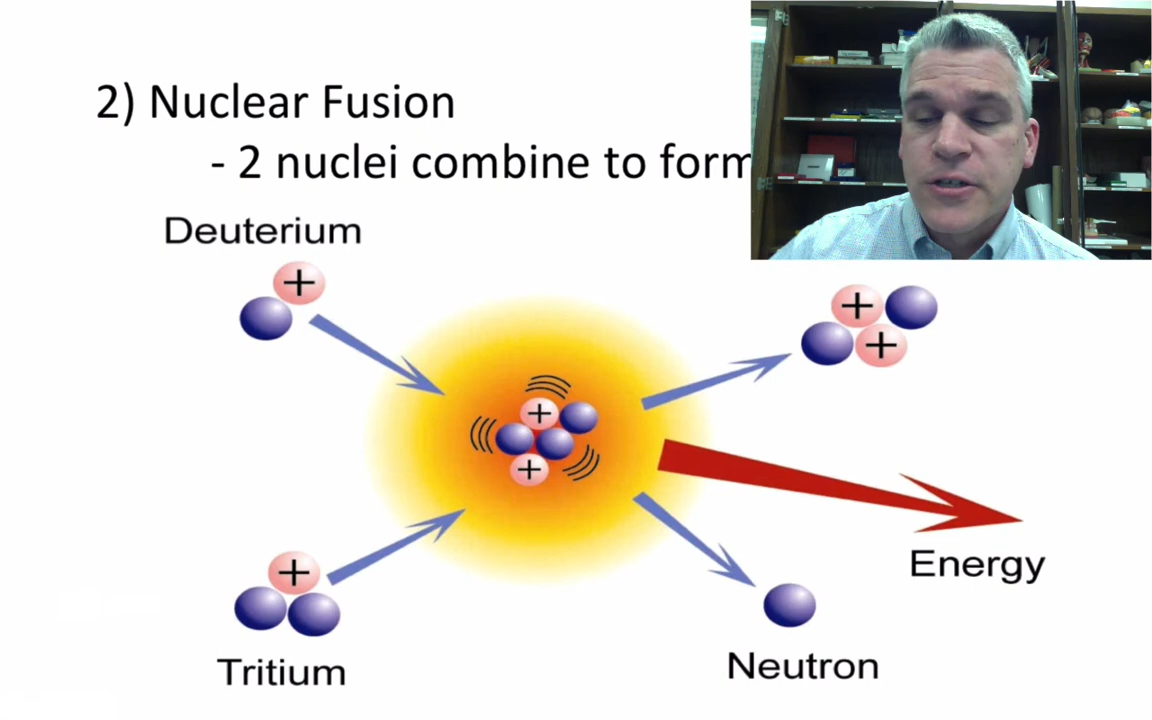 2) Nuclear Fusion
- 2 nuclei combine to form
Deuterium
+
+
+
+
+
+
Energy
Tritium
Neutron